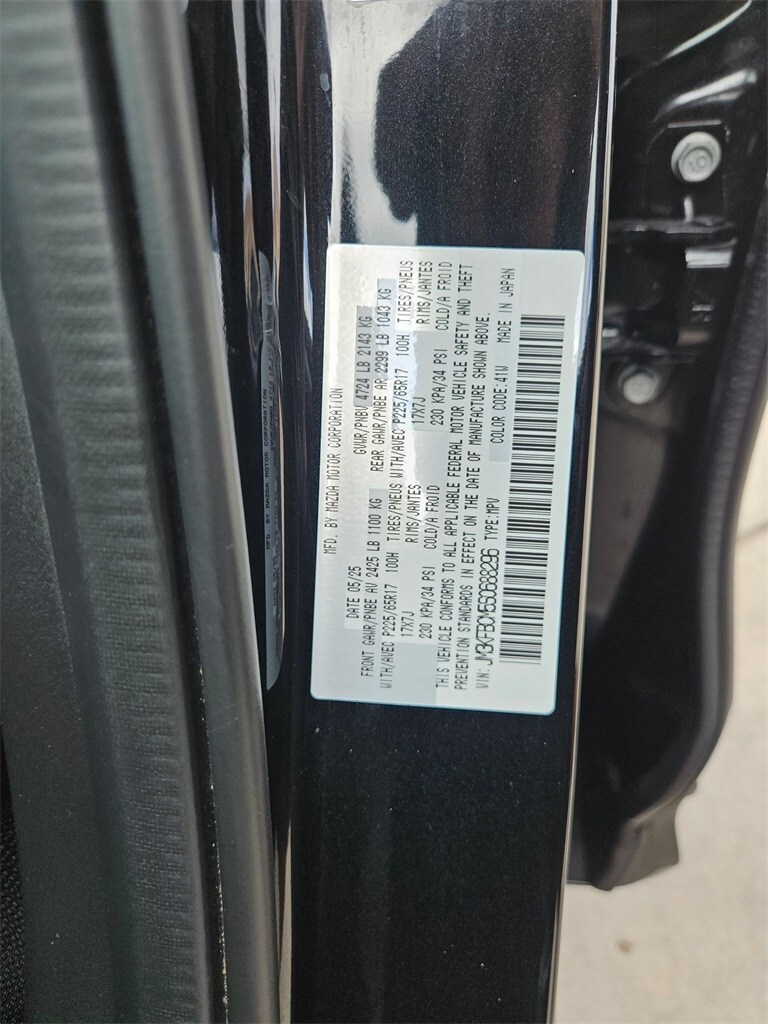 MFD. BY MAZDA MOTOR CORPORATION
DATE 05/25 GVWR/PNBV 4724 LB 2143 KG
FRONT GAWR/PNBE AV 2425 LB 1100 KG REAR GAWR/PNBE AR 2299 LB 1043 KG
WITH/AVEC P225/65R17 100H TIRES/PNEUS WITH/AVEC P225/65R17 100H TIRES/PNEUS
17X7J RIMS/JANTES 17X7J RIMS/JANTES
230 KPA/34 PSI COLD/A FROID 230 KPA/34 PSI COLD/A FROID
THIS VEHICLE CONFORMS TO ALL APPLICABLE FEDERAL MOTOR VEHICLE SAFETY AND THEFT
PREVENTION STANDARDS IN EFFECT ON THE DATE OF MANUFACTURE SHOWN ABOVE.
VIN: JM3KFBCM5S0688296 TYPE:MPV COLOR CODE:41W MADE IN JAPAN
10